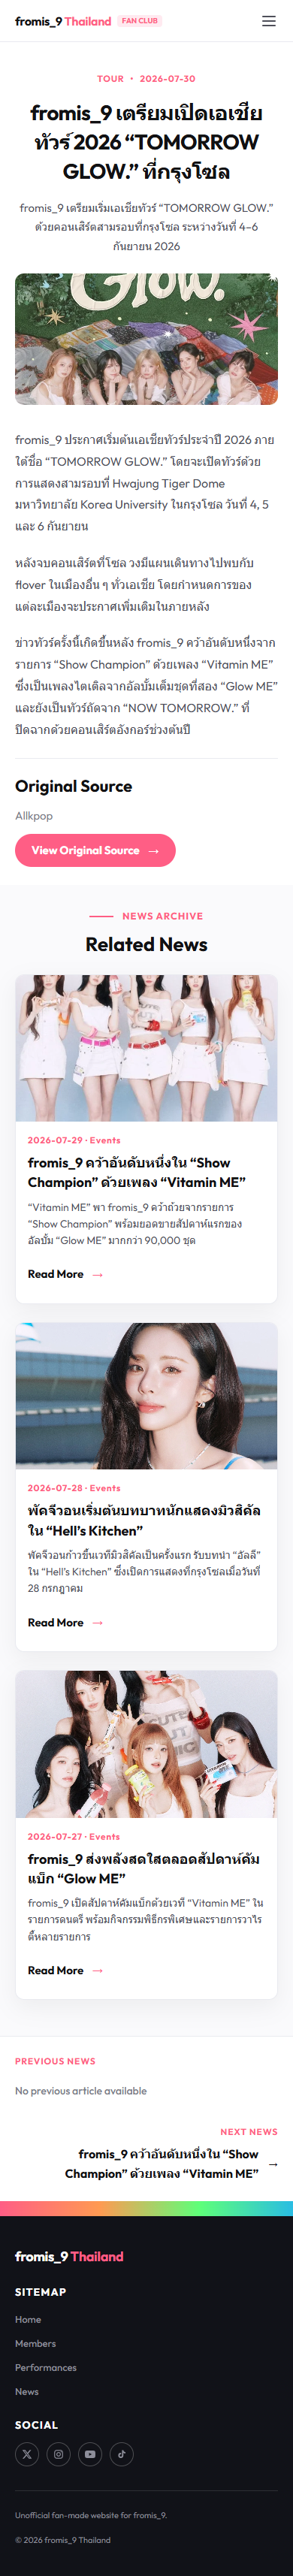 fromis_9 Thailand FAN CLUB
TOUR • 2026-07-30
fromis_9 เตรียมเปิดเอเชีย
ทัวร์ 2026 “TOMORROW
GLOW.” ที่กรุงโซล
fromis_9 เตรียมเริ่มเอเชียทัวร์ “TOMORROW GLOW.”
ด้วยคอนเสิร์ตสามรอบที่กรุงโซล ระหว่างวันที่ 4–6
กันยายน 2026
Glow.
fromis_9 ประกาศเริ่มต้นเอเชียทัวร์ประจำปี 2026 ภาย
ใต้ชื่อ “TOMORROW GLOW.” โดยจะเปิดทัวร์ด้วย
การแสดงสามรอบที่ Hwajung Tiger Dome
มหาวิทยาลัย Korea University ในกรุงโซล วันที่ 4, 5
และ 6 กันยายน
หลังจบคอนเสิร์ตที่โซล วงมีแผนเดินทางไปพบกับ
flover ในเมืองอื่น ๆ ทั่วเอเชีย โดยกำหนดการของ
แต่ละเมืองจะประกาศเพิ่มเติมในภายหลัง
ข่าวทัวร์ครั้งนี้เกิดขึ้นหลัง fromis_9 คว้าอันดับหนึ่งจาก
รายการ “Show Champion” ด้วยเพลง “Vitamin ME”
ซึ่งเป็นเพลงไตเติลจากอัลบั้มเต็มชุดที่สอง “Glow ME”
และยังเป็นทัวร์ถัดจาก “NOW TOMORROW.” ที่
ปิดฉากด้วยคอนเสิร์ตอังกอร์ช่วงต้นปี
Original Source
Allkpop
View Original Source →
NEWS ARCHIVE
Related News
2026-07-29 · Events
fromis_9 คว้าอันดับหนึ่งใน “Show
Champion” ด้วยเพลง “Vitamin ME”
“Vitamin ME” พา fromis_9 คว้าถ้วยจากรายการ
“Show Champion” พร้อมยอดขายสัปดาห์แรกของ
อัลบั้ม “Glow ME” มากกว่า 90,000 ชุด
Read More →
2026-07-28 · Events
พัคจีวอนเริ่มต้นบทบาทนักแสดงมิวสิคัล
ใน “Hell’s Kitchen”
พัคจีวอนก้าวขึ้นเวทีมิวสิคัลเป็นครั้งแรก รับบทนำ “อัลลี”
ใน “Hell’s Kitchen” ซึ่งเปิดการแสดงที่กรุงโซลเมื่อวันที่
28 กรกฎาคม
Read More →
2026-07-27 · Events
fromis_9 ส่งพลังสดใสตลอดสัปดาห์คัม
แบ็ก “Glow ME”
fromis_9 เปิดสัปดาห์คัมแบ็กด้วยเวที “Vitamin ME” ใน
รายการดนตรี พร้อมกิจกรรมพิธีกรพิเศษและรายการวาไร
ตี้หลายรายการ
Read More →
PREVIOUS NEWS
No previous article available
NEXT NEWS
fromis_9 คว้าอันดับหนึ่งใน “Show
Champion” ด้วยเพลง “Vitamin ME” →
fromis_9 Thailand
SITEMAP
Home
Members
Performances
News
SOCIAL
Unofficial fan-made website for fromis_9.
© 2026 fromis_9 Thailand